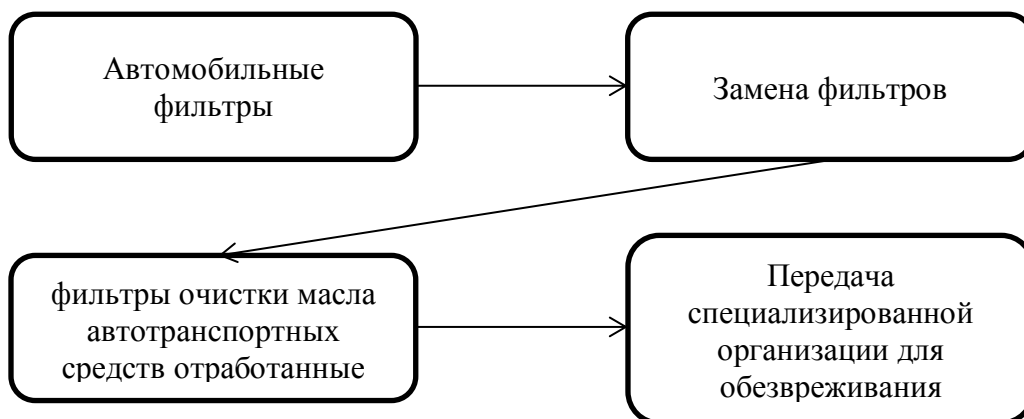 Автомобильные
фильтры
Замена фильтров
фильтры очистки масла
автотранспортных
средств отработанные
Передача
специализированной
организации для
обезвреживания